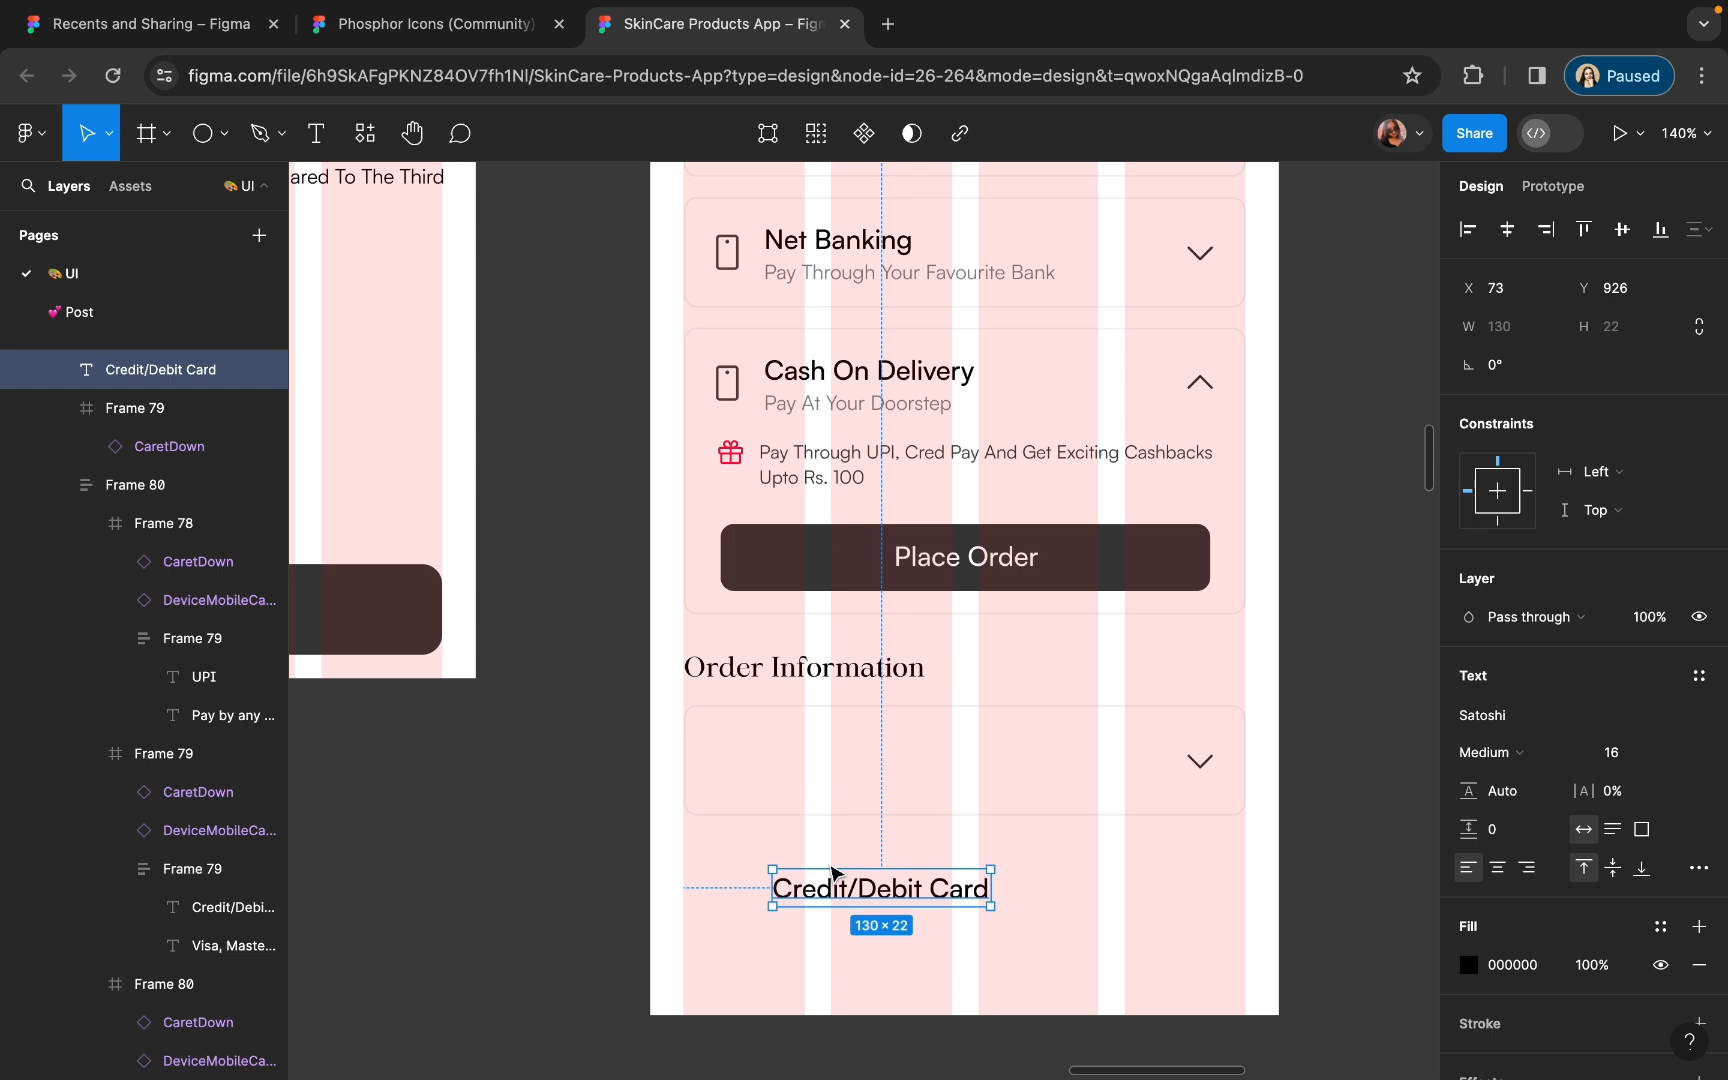 Recents and Sharing – Figma
Phosphor Icons (Community)
SkinCare Products App – Figm
figma.com/file/6h9SkAFgPKNZ84OV7fh1Nl/SkinCare-Products-App?type=design&node-id=26-264&mode=design&t=qwoxNQgaAqlmdizB-0
Paused
Share
140%
Layers
Assets
UI
Pages
UI
Post
Credit/Debit Card
Frame 79
CaretDown
Frame 80
Frame 78
CaretDown
DeviceMobileCa...
Frame 79
UPI
Pay by any ...
Frame 79
CaretDown
DeviceMobileCa...
Frame 79
Credit/Debi...
Visa, Maste...
Frame 80
CaretDown
DeviceMobileCa...
ared To The Third
Net Banking
Pay Through Your Favourite Bank
Cash On Delivery
Pay At Your Doorstep
Pay Through UPI, Cred Pay And Get Exciting Cashbacks
Upto Rs. 100
Place Order
Order Information
Credit/Debit Card
130 × 22
Design
Prototype
X 73
Y 926
W 130
H 22
0°
Constraints
Left
Top
Layer
Pass through
100%
Text
Satoshi
Medium
16
Auto
|A| 0%
0
Fill
000000
100%
Stroke
?